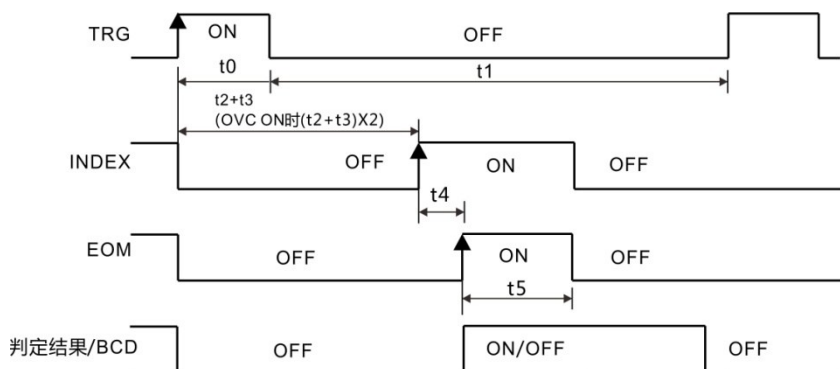 TRG
ON
OFF
t0
t1
t2+t3
(OVC ON时(t2+t3)X2)
INDEX
OFF
ON
OFF
t4
EOM
OFF
ON
OFF
t5
判定结果/BCD
OFF
ON/OFF
OFF